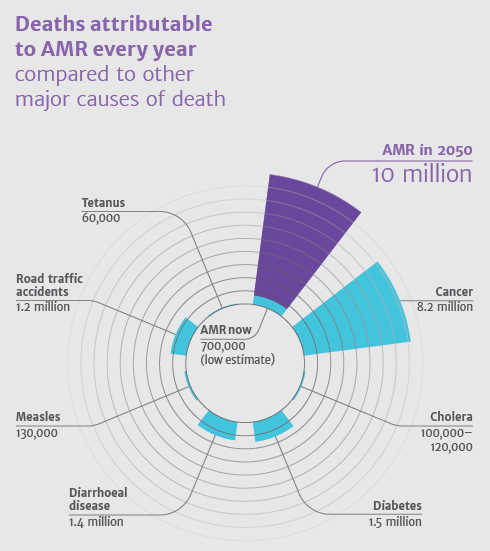 Deaths attributable
to AMR every year
compared to other
major causes of death
AMR in 2050
10 million
Tetanus
60,000
Road traffic
accidents
1.2 million
Cancer
8.2 million
AMR now
700,000
(low estimate)
Measles
130,000
Cholera
100,000–
120,000
Diarrhoeal
disease
1.4 million
Diabetes
1.5 million